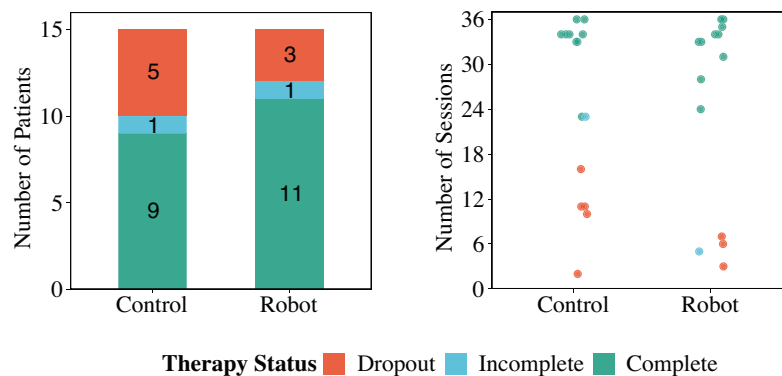 Number of Patients
15
10
5
0
5
1
9
3
1
11
Control
Robot
Number of Sessions
36
30
24
18
12
6
0
Control
Robot
Therapy Status Dropout Incomplete Complete